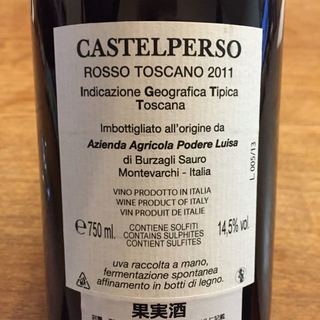 CASTELPERSO
ROSSO TOSCANO 2011
Indicazione Geografica Tipica
Toscana
Imbottigliato all'origine da
Azienda Agricola Podere Luisa
di Burzagli Sauro
Montevarchi - Italia
VINO PRODOTTO IN ITALIA
WINE PRODUCT OF ITALY
VIN PRODUIT DE ITALIE
e 750 ml.
CONTIENE SOLFITI
CONTAINS SULPHITES
CONTIENT SULFITES
14,5% vol.
uva raccolta a mano,
fermentazione spontanea
affinamento in botti di legno.
L. 005/13
果実酒